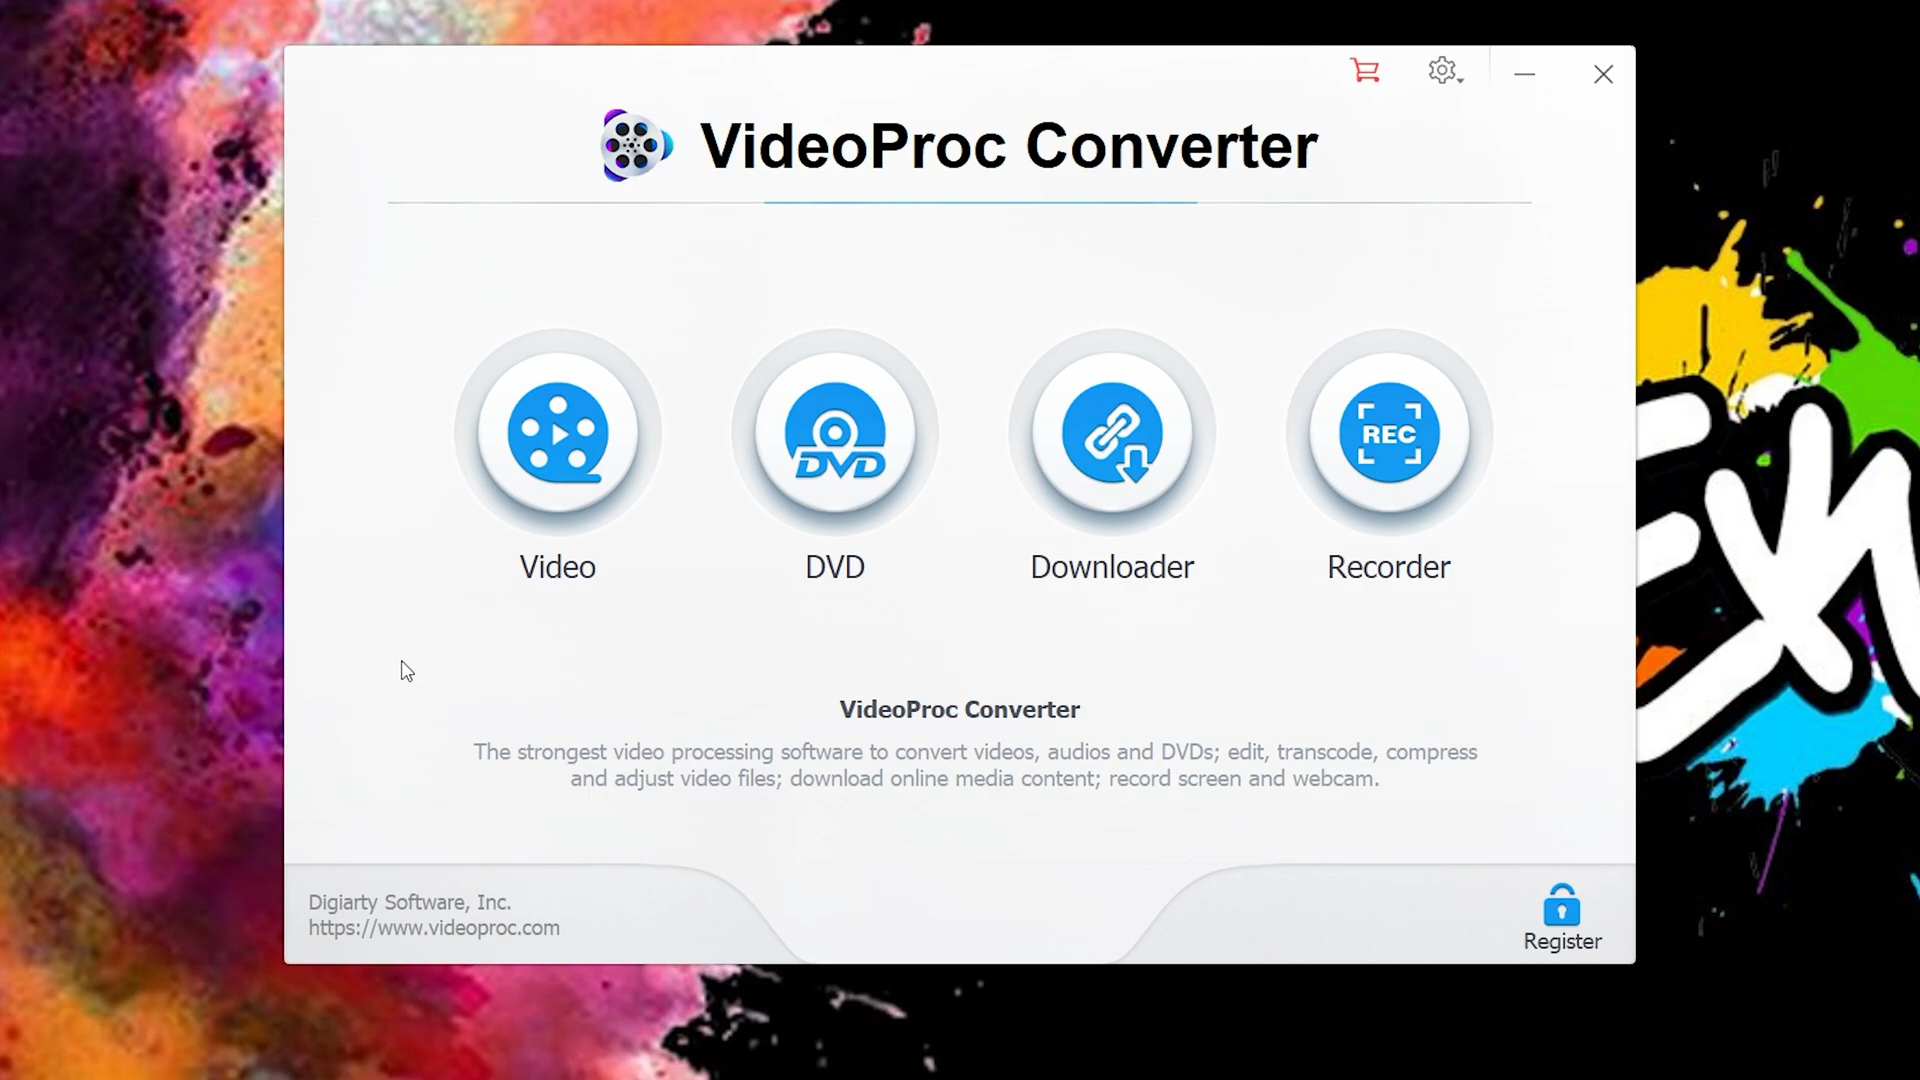 VideoProc Converter
REC
DVD
Video
DVD
Downloader
Recorder
VideoProc Converter
The strongest video processing software to convert videos, audios and DVDs; edit, transcode, compress
and adjust video files; download online media content; record screen and webcam.
Digiarty Software, Inc.
https://www.videoproc.com
Register